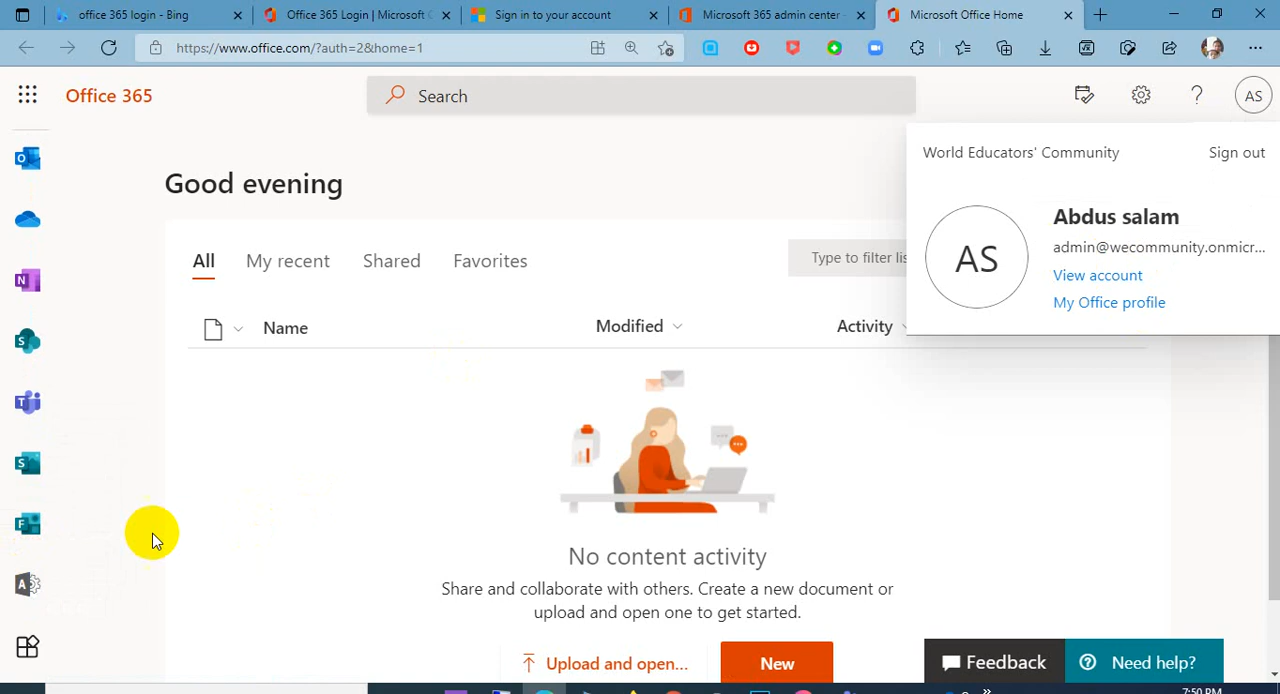 office 365 login - Bing
Office 365 Login | Microsoft
Sign in to your account
Microsoft 365 admin center -
Microsoft Office Home
https://www.office.com/?auth=2&home=1
Office 365
Search
AS
World Educators' Community
Sign out
Good evening
Abdus salam
AS
admin@wecommunity.onmicr...
View account
My Office profile
All
My recent
Shared
Favorites
Type to filter lis
Name
Modified
Activity
No content activity
Share and collaborate with others. Create a new document or
upload and open one to get started.
Upload and open...
New
Feedback
Need help?
7:50 PM